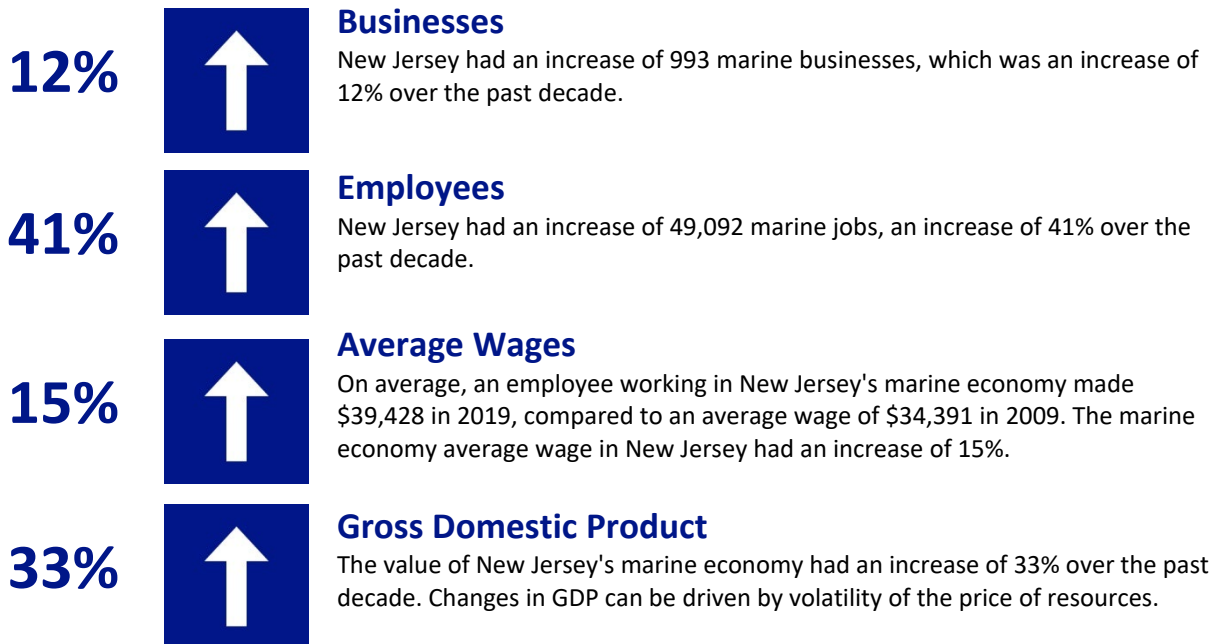 12%
Businesses
New Jersey had an increase of 993 marine businesses, which was an increase of
12% over the past decade.
41%
Employees
New Jersey had an increase of 49,092 marine jobs, an increase of 41% over the
past decade.
15%
Average Wages
On average, an employee working in New Jersey's marine economy made
$39,428 in 2019, compared to an average wage of $34,391 in 2009. The marine
economy average wage in New Jersey had an increase of 15%.
33%
Gross Domestic Product
The value of New Jersey's marine economy had an increase of 33% over the past
decade. Changes in GDP can be driven by volatility of the price of resources.